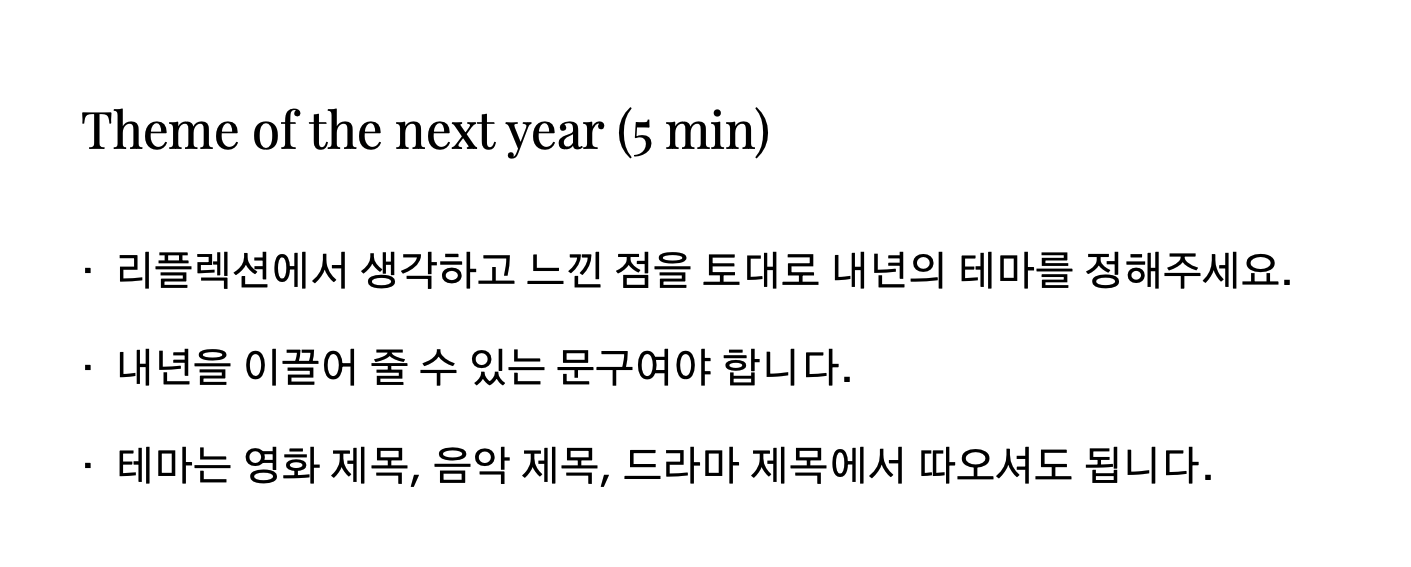 Theme of the next year (5 min)
· 리플렉션에서 생각하고 느낀 점을 토대로 내년의 테마를 정해주세요.
· 내년을 이끌어 줄 수 있는 문구여야 합니다.
· 테마는 영화 제목, 음악 제목, 드라마 제목에서 따오셔도 됩니다.